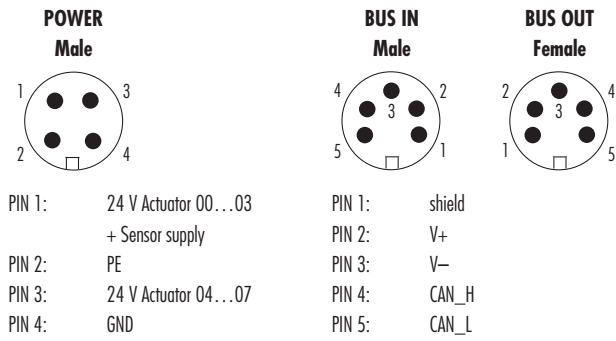 POWER
Male
1 3
2 4
PIN 1: 24 V Actuator 00…03
+ Sensor supply
PIN 2: PE
PIN 3: 24 V Actuator 04…07
PIN 4: GND
BUS IN
Male
4 2
3
5 1
BUS OUT
Female
2 4
3
1 5
PIN 1: shield
PIN 2: V+
PIN 3: V–
PIN 4: CAN_H
PIN 5: CAN_L